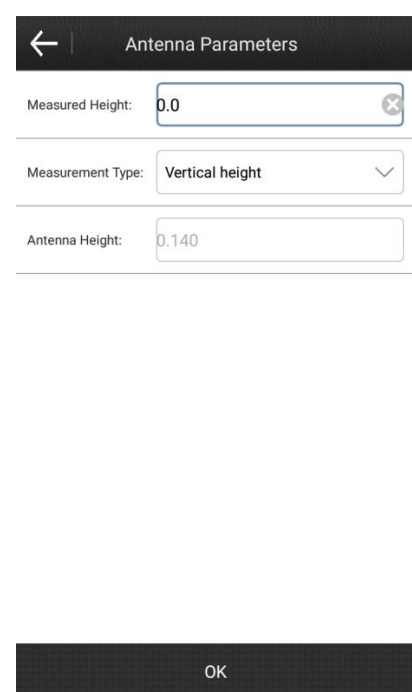 Antenna Parameters
Measured Height: 0.0
Measurement Type: Vertical height
Antenna Height: 0.140
OK